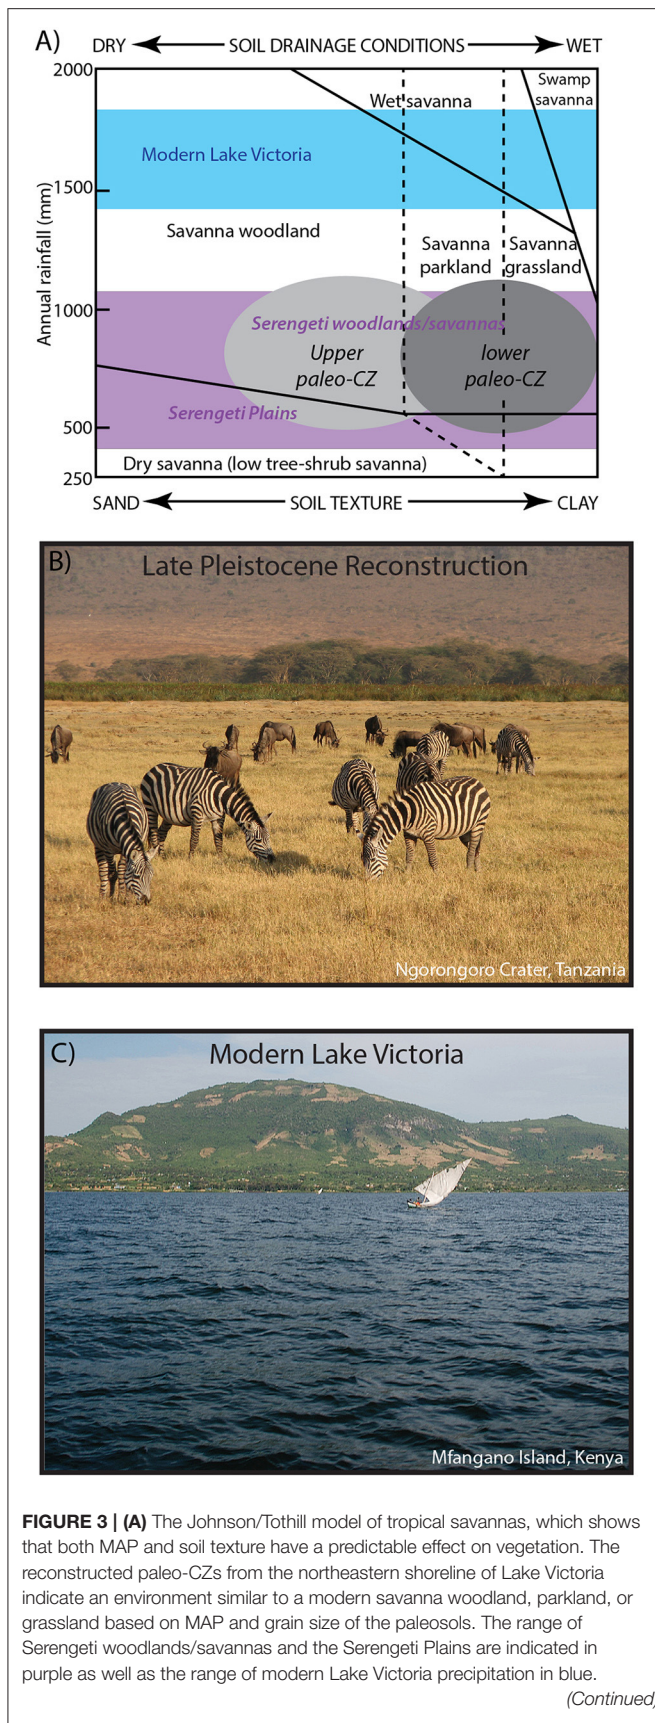 A)
DRY SOIL DRAINAGE CONDITIONS WET
2000
Swamp
savanna
Wet savanna
Modern Lake Victoria
1500
Annual rainfall (mm)
Savanna woodland
Savanna
parkland
Savanna
grassland
1000
Serengeti woodlands/savannas
Upper
paleo-CZ
lower
paleo-CZ
Serengeti Plains
500
Dry savanna (low tree-shrub savanna)
250
SAND SOIL TEXTURE CLAY
B)
Late Pleistocene Reconstruction
Ngorongoro Crater, Tanzania
C)
Modern Lake Victoria
Mfangano Island, Kenya
FIGURE 3 | (A) The Johnson/Tothill model of tropical savannas, which shows
that both MAP and soil texture have a predictable effect on vegetation. The
reconstructed paleo-CZs from the northeastern shoreline of Lake Victoria
indicate an environment similar to a modern savanna woodland, parkland, or
grassland based on MAP and grain size of the paleosols. The range of
Serengeti woodlands/savannas and the Serengeti Plains are indicated in
purple as well as the range of modern Lake Victoria precipitation in blue.
(Continued)